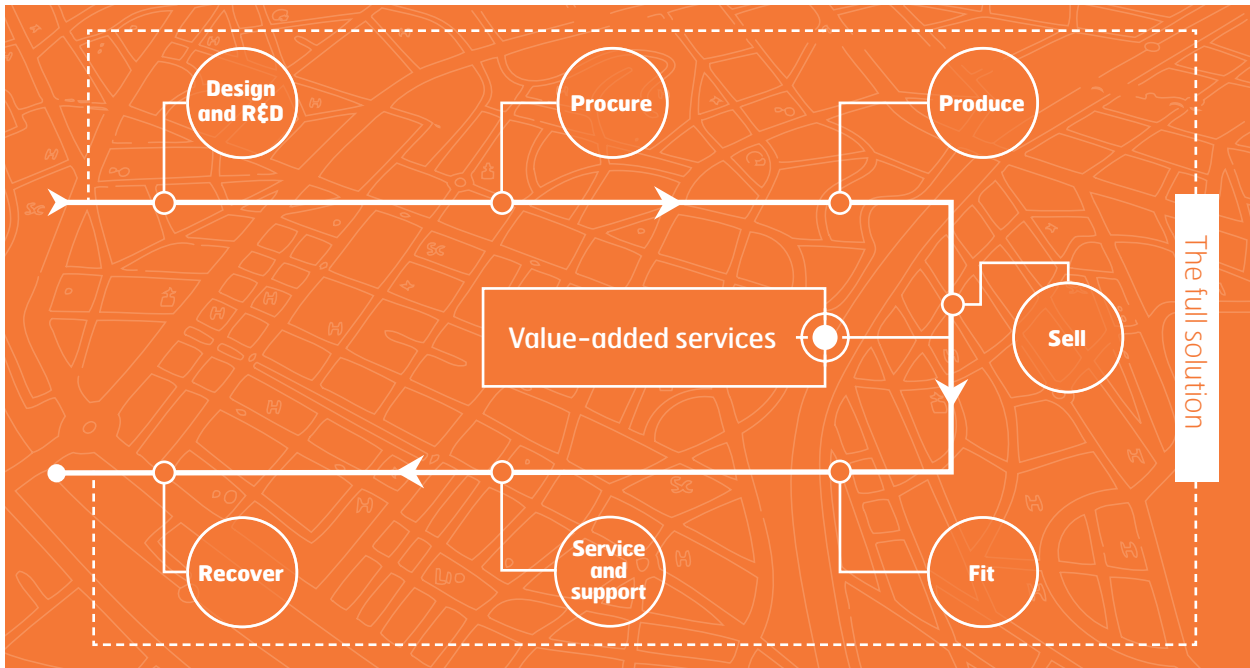 Design
and R&D
Procure
Produce
The full solution
Value-added services
Sell
Recover
Service
and
support
Fit